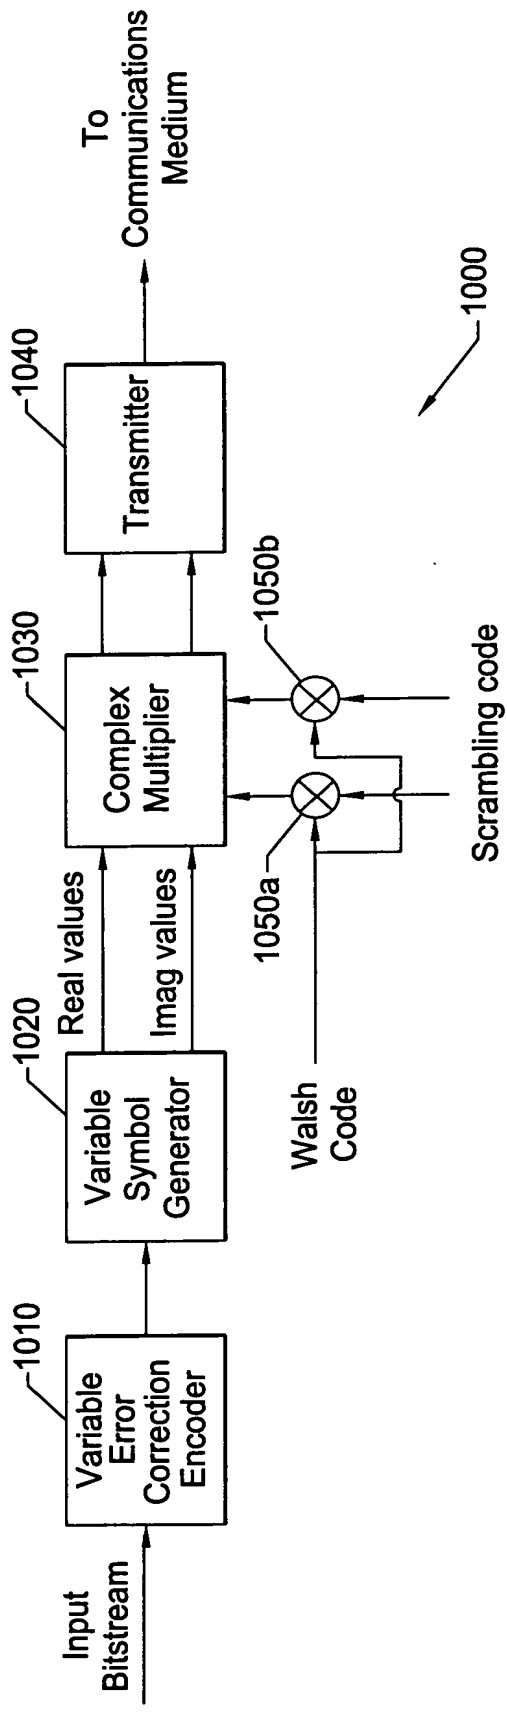 Input
Bitstream
1010
Variable
Error
Correction
Encoder
1020
Variable
Symbol
Generator
Real values
Imag values
1030
Complex
Multiplier
1040
Transmitter
To
Communications
Medium
Walsh
Code
1050a
1050b
Scrambling code
1000